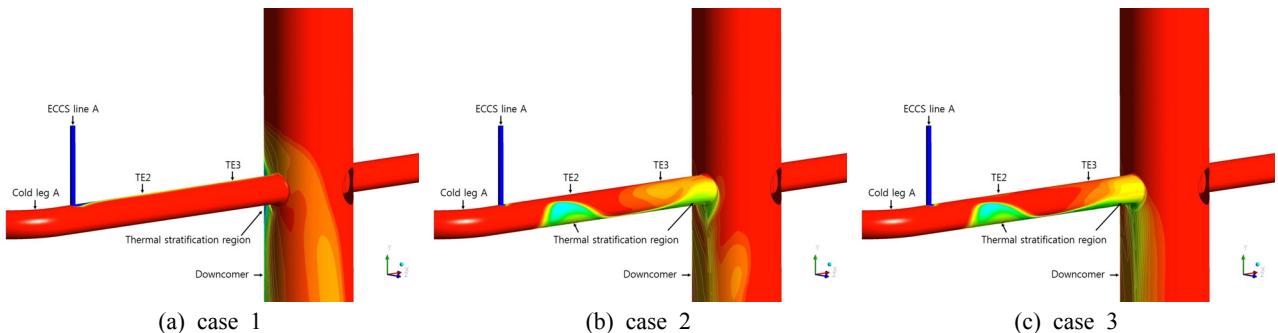 ECCS line A
TE3
TE2
Cold leg A
Thermal stratification region
Downcomer
(a) case 1
ECCS line A
TE3
TE2
Cold leg A
Thermal stratification region
Downcomer
(b) case 2
ECCS line A
TE3
TE2
Cold leg A
Thermal stratification region
Downcomer
(c) case 3